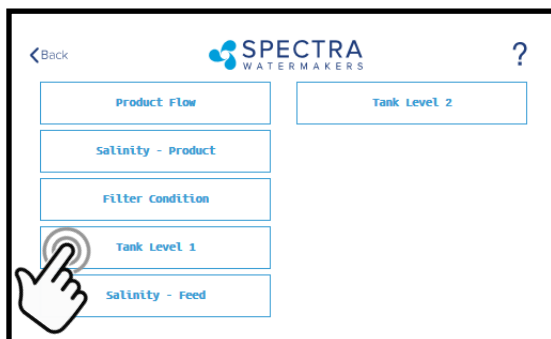 Back
SPECTRA
WATERMAKERS
?
Product Flow
Tank Level 2
Salinity - Product
Filter Condition
Tank Level 1
Salinity - Feed